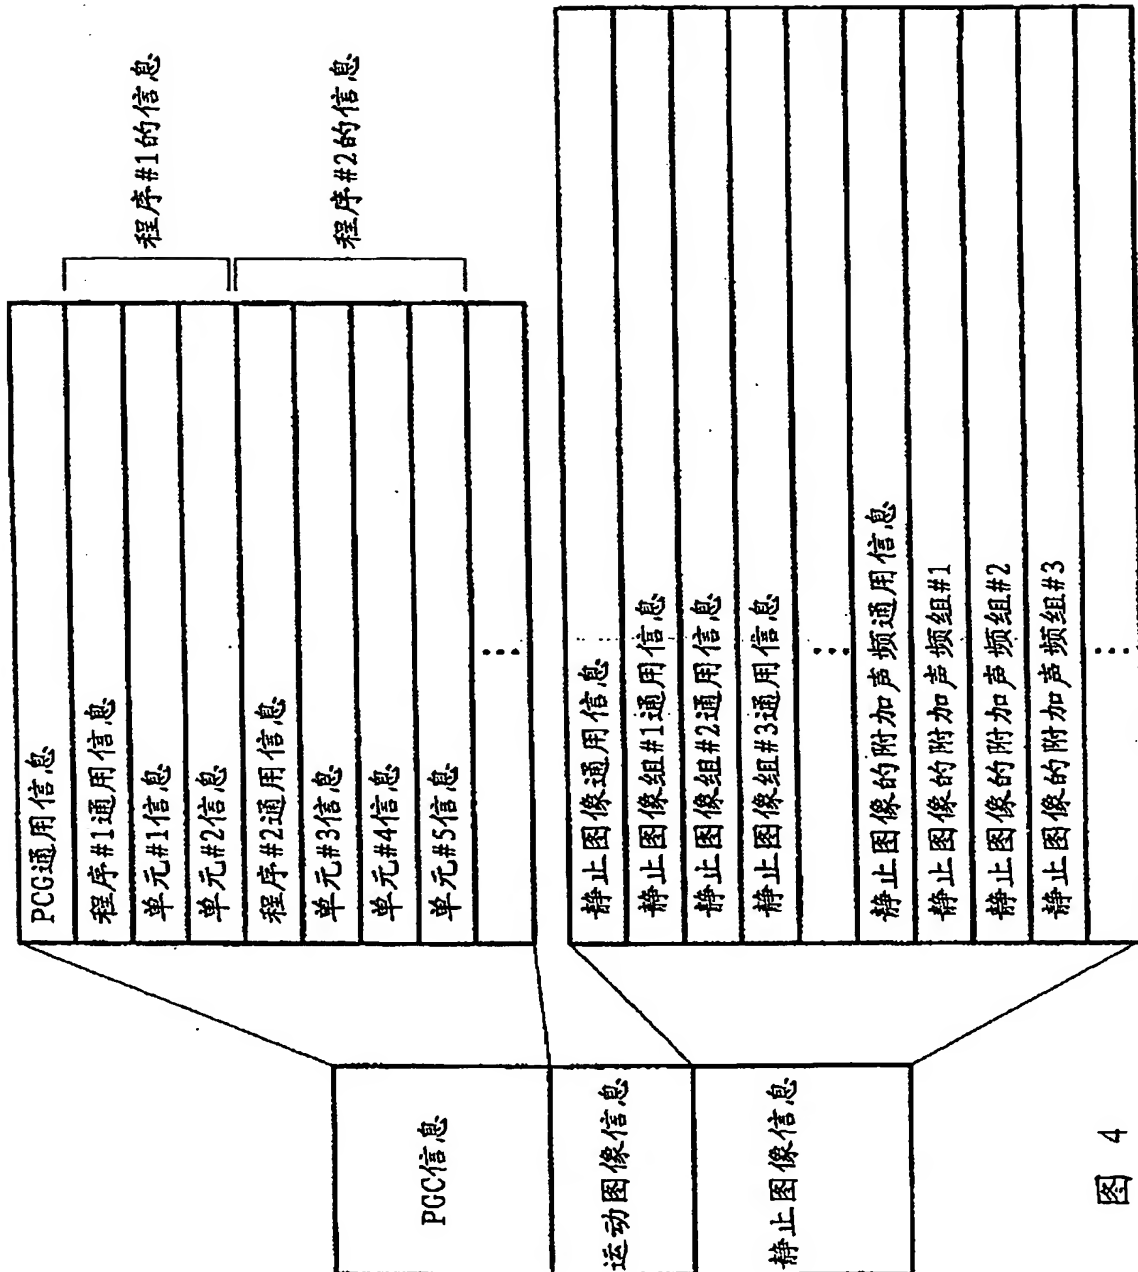 PCG通用信息
程序#1通用信息
单元#1信息
单元#2信息
程序#2通用信息
单元#3信息
单元#4信息
单元#5信息
⋮
程序#1的信息
程序#2的信息
静止图像通用信息
静止图像组#1通用信息
静止图像组#2通用信息
静止图像组#3通用信息
⋮
静止图像的附加声频通用信息
静止图像的附加声频组#1
静止图像的附加声频组#2
静止图像的附加声频组#3
⋮
PGC信息
运动图像信息
静止图像信息
图 4